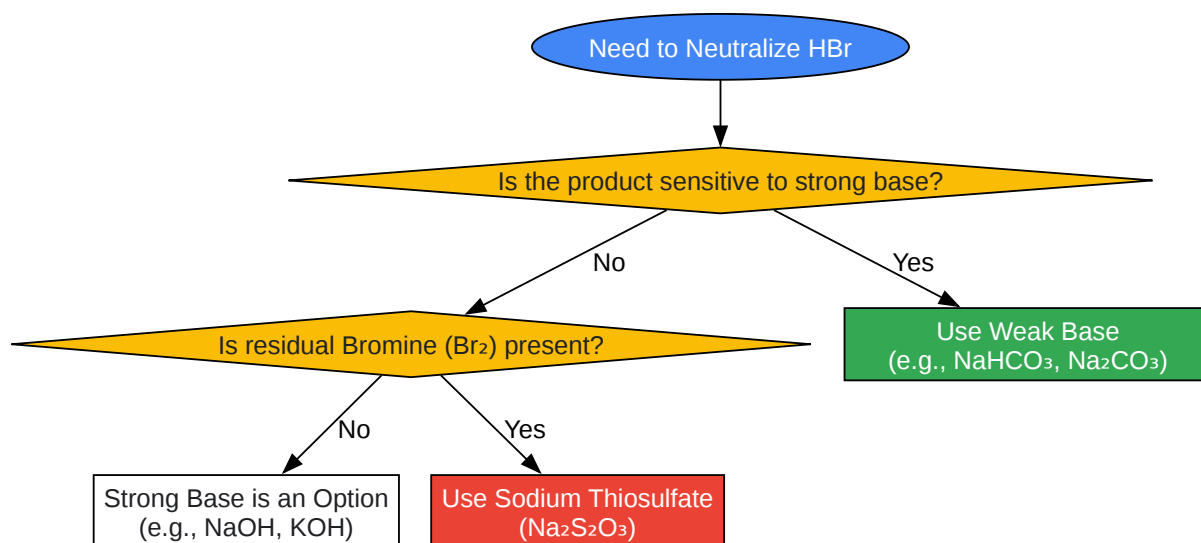 Need to Neutralize HBr
Is the product sensitive to strong base?
No
Yes
Is residual Bromine (Br₂) present?
Use Weak Base
(e.g., NaHCO₃, Na₂CO₃)
No
Yes
Strong Base is an Option
(e.g., NaOH, KOH)
Use Sodium Thiosulfate
(Na₂S₂O₃)